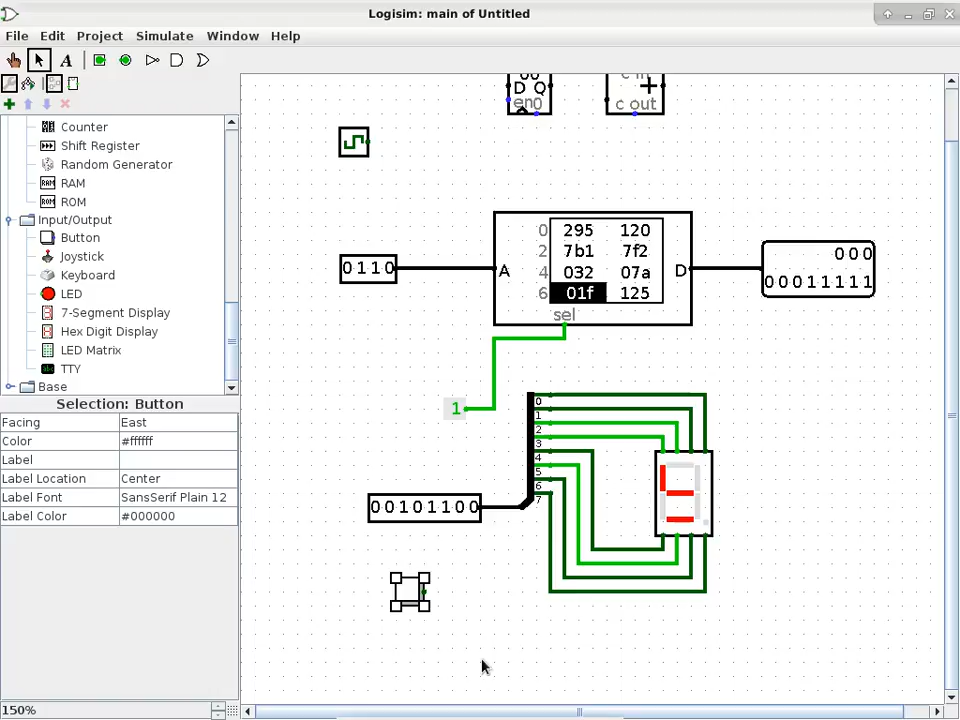 Logisim: main of Untitled
File Edit Project Simulate Window Help
Counter
Shift Register
Random Generator
RAM RAM
ROM ROM
Input/Output
Button
Joystick
Keyboard
LED
7-Segment Display
Hex Digit Display
LED Matrix
TTY
Base
Selection: Button
Facing East
Color #ffffff
Label
Label Location Center
Label Font SansSerif Plain 12
Label Color #000000
150%
D Q
en0
c in
+
c out
0110
A
0 295 120
2 7b1 7f2
4 032 07a
6 01f 125
D
sel
000
00011111
1
0
1
2
3
4
5
6
7
00101100